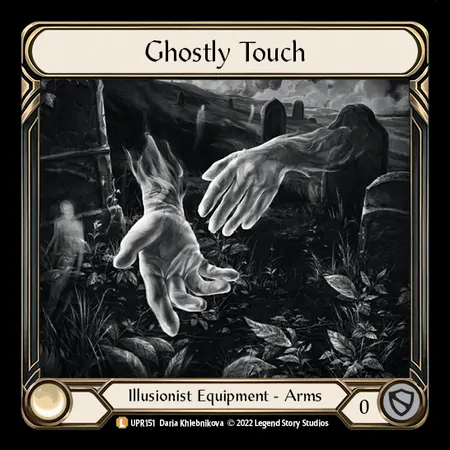 Ghostly Touch
Illusionist Equipment - Arms
0
L UPR151 Daria Khlebnikova © 2022 Legend Story Studios